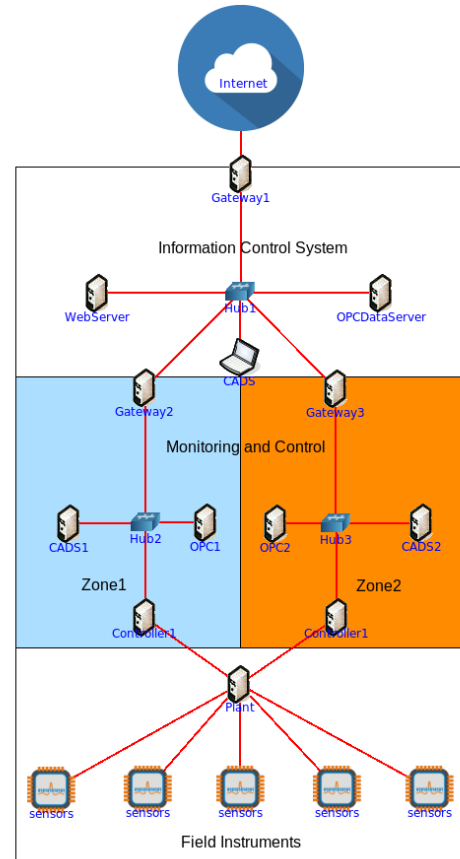 Internet
Gateway1
Information Control System
WebServer
Hub1
OPCDataServer
CADS
Gateway2
Gateway3
Monitoring and Control
CADS1
Hub2
OPC1
OPC2
Hub3
CADS2
Zone1
Zone2
Controller1
Controller1
Plant
sensors
sensors
sensors
sensors
sensors
Field Instruments